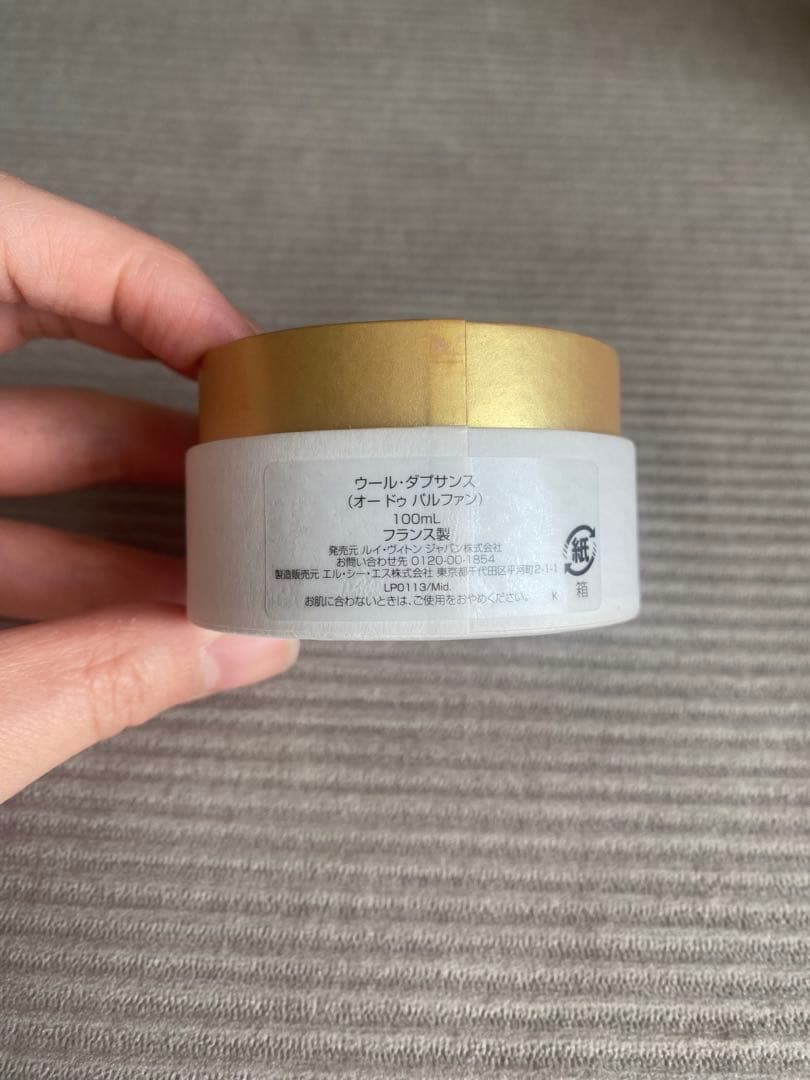 ウール・ダプサンス
(オー ドゥ パルファン)
100mL
フランス製
発売元 ルイ・ヴィトン ジャパン株式会社
お問い合わせ先 0120-00-1854
製造販売元 エル・シー・エス株式会社 東京都千代田区平河町2-1-1
LP0113/Mid.
お肌に合わないときは、ご使用をおやめください。 K
紙
箱